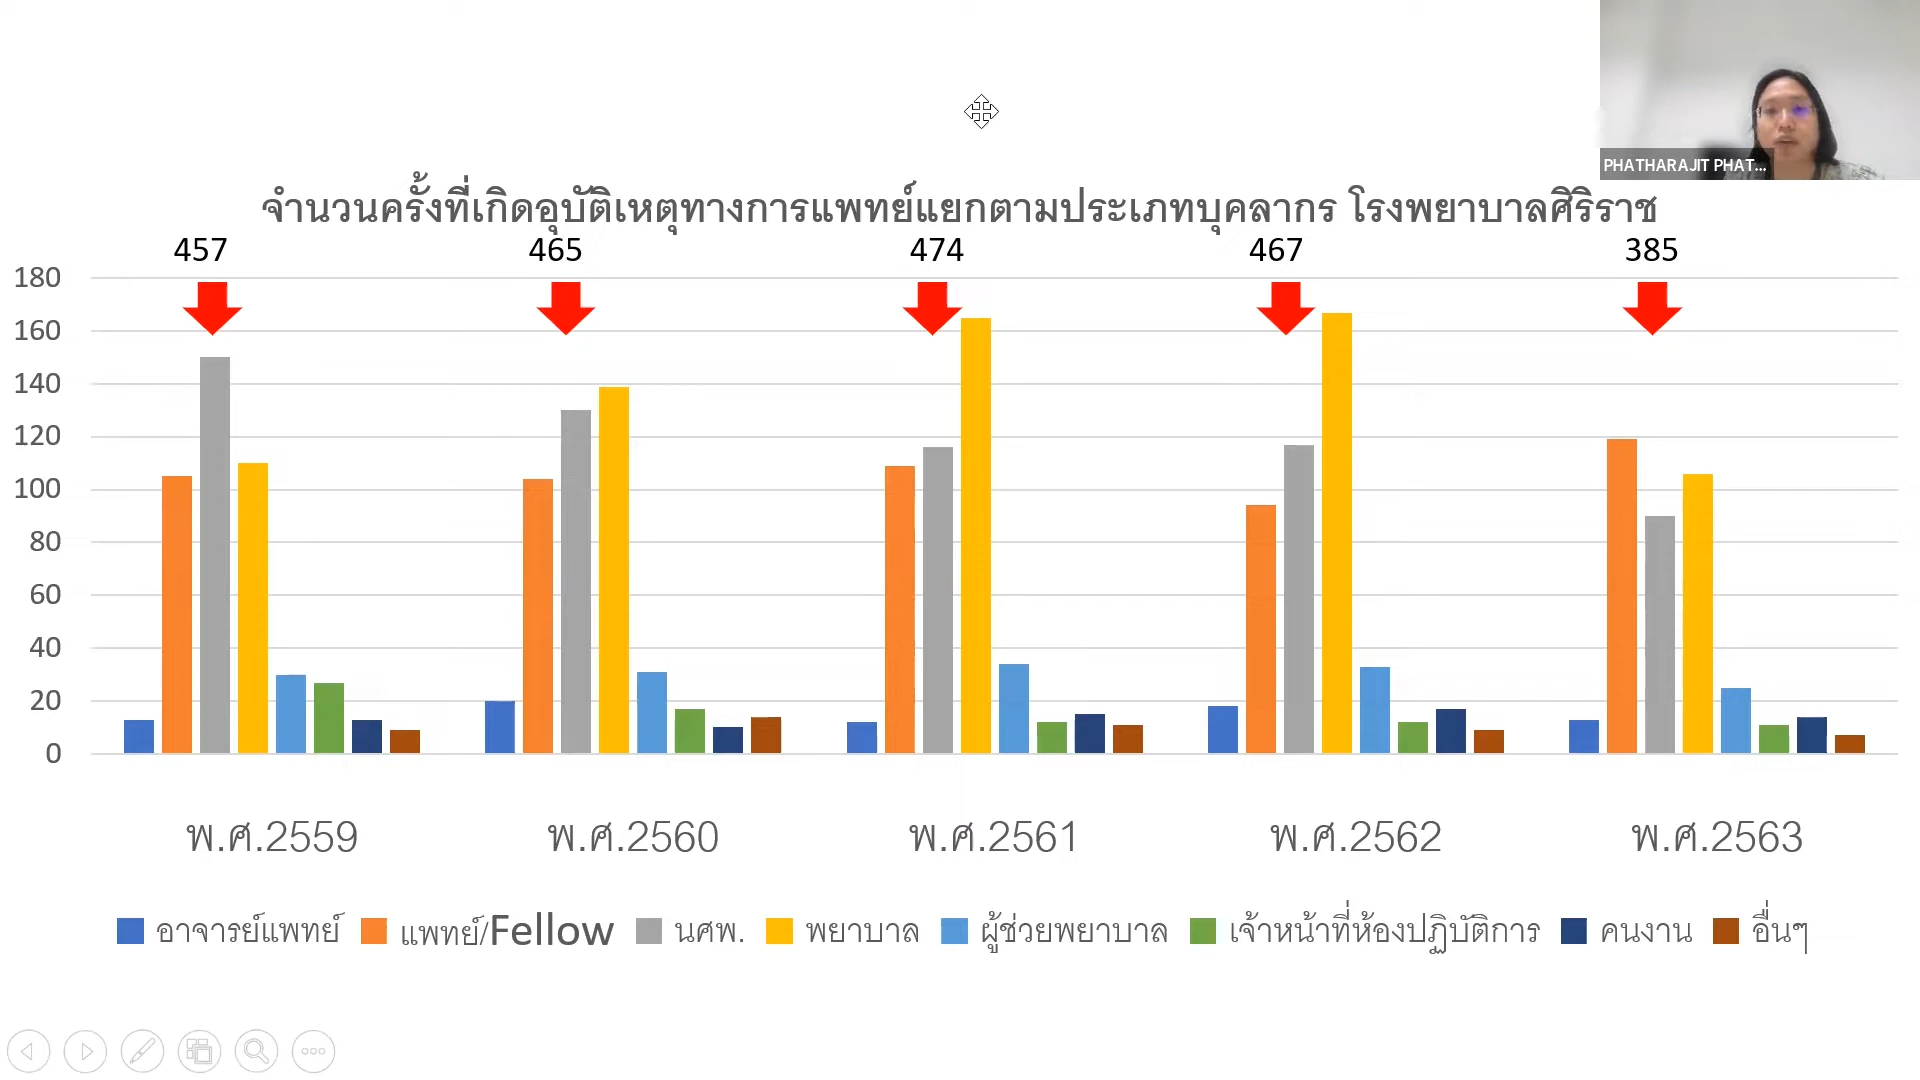 PHATHARAJIT PHAT...
จำนวนครั้งที่เกิดอุบัติเหตุทางการแพทย์แยกตามประเภทบุคลากร โรงพยาบาลศิริราช
457 465 474 467 385
180
160
140
120
100
80
60
40
20
0
พ.ศ.2559 พ.ศ.2560 พ.ศ.2561 พ.ศ.2562 พ.ศ.2563
อาจารย์แพทย์ แพทย์/Fellow นศพ. พยาบาล ผู้ช่วยพยาบาล เจ้าหน้าที่ห้องปฏิบัติการ คนงาน อื่นๆ